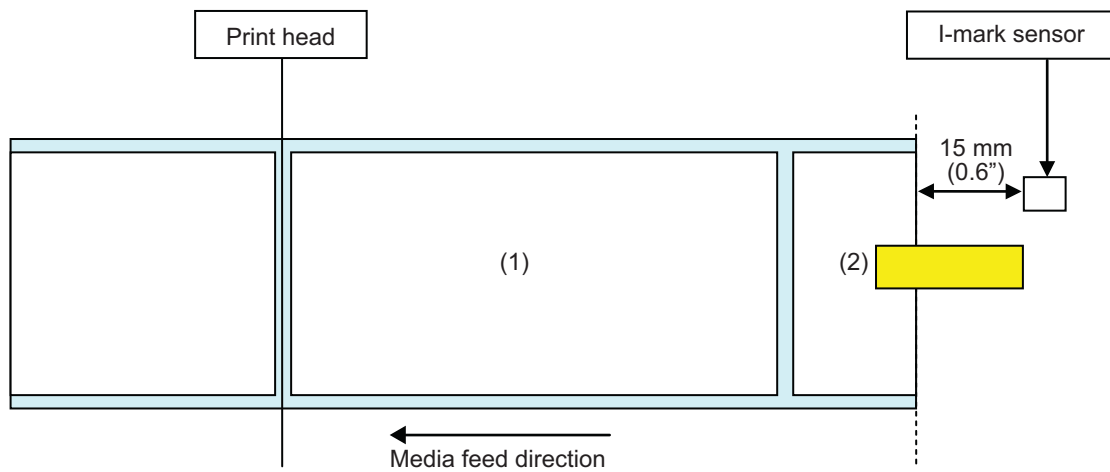 Print head
I-mark sensor
15 mm
(0.6”)
(1)
(2)
Media feed direction